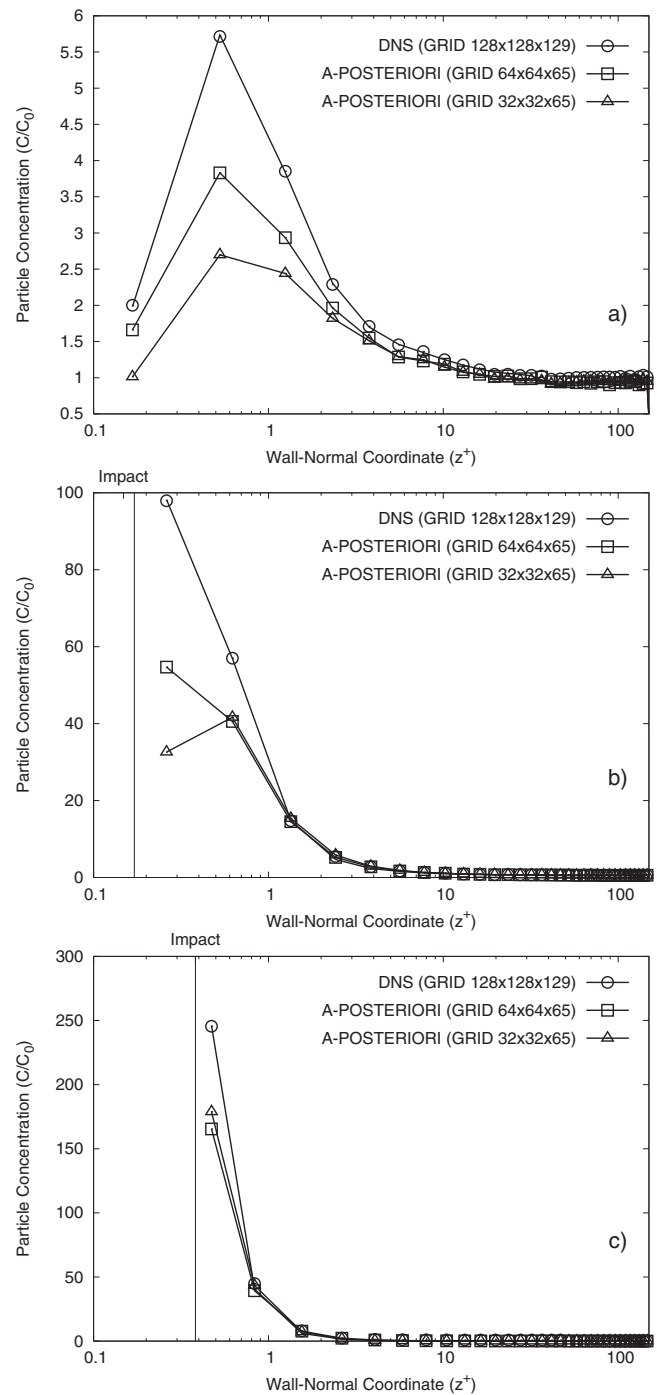 6
5.5
5
4.5
4
3.5
3
2.5
2
1.5
1
0.5
Particle Concentration (C/C0)
DNS (GRID 128x128x129)
A-POSTERIORI (GRID 64x64x65)
A-POSTERIORI (GRID 32x32x65)
a)
0.1 1 10 100
Wall-Normal Coordinate (z+)
Impact
100
80
60
40
20
0
Particle Concentration (C/C0)
DNS (GRID 128x128x129)
A-POSTERIORI (GRID 64x64x65)
A-POSTERIORI (GRID 32x32x65)
b)
0.1 1 10 100
Wall-Normal Coordinate (z+)
Impact
300
250
200
150
100
50
0
Particle Concentration (C/C0)
DNS (GRID 128x128x129)
A-POSTERIORI (GRID 64x64x65)
A-POSTERIORI (GRID 32x32x65)
c)
0.1 1 10 100
Wall-Normal Coordinate (z+)